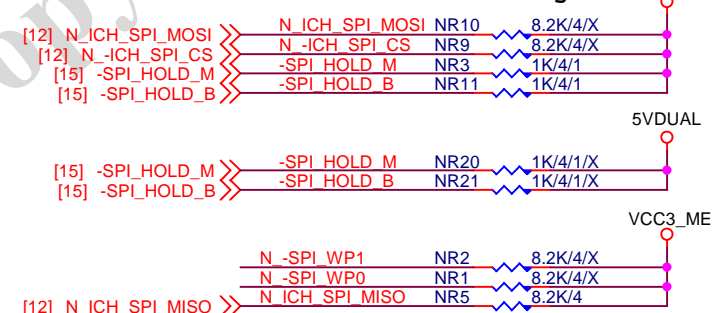 [12] N_ICH_SPI_MOSI N_ICH_SPI_MOSI NR10 8.2K/4/X
[12] N_-ICH_SPI_CS N_-ICH_SPI_CS NR9 8.2K/4/X
[15] -SPI_HOLD_M -SPI_HOLD_M NR3 1K/4/1
[15] -SPI_HOLD_B -SPI_HOLD_B NR11 1K/4/1
5VDUAL
[15] -SPI_HOLD_M -SPI_HOLD_M NR20 1K/4/1/X
[15] -SPI_HOLD_B -SPI_HOLD_B NR21 1K/4/1/X
VCC3_ME
N_-SPI_WP1 NR2 8.2K/4/X
N_-SPI_WP0 NR1 8.2K/4/X
[12] N_ICH_SPI_MISO N_ICH_SPI_MISO NR5 8.2K/4